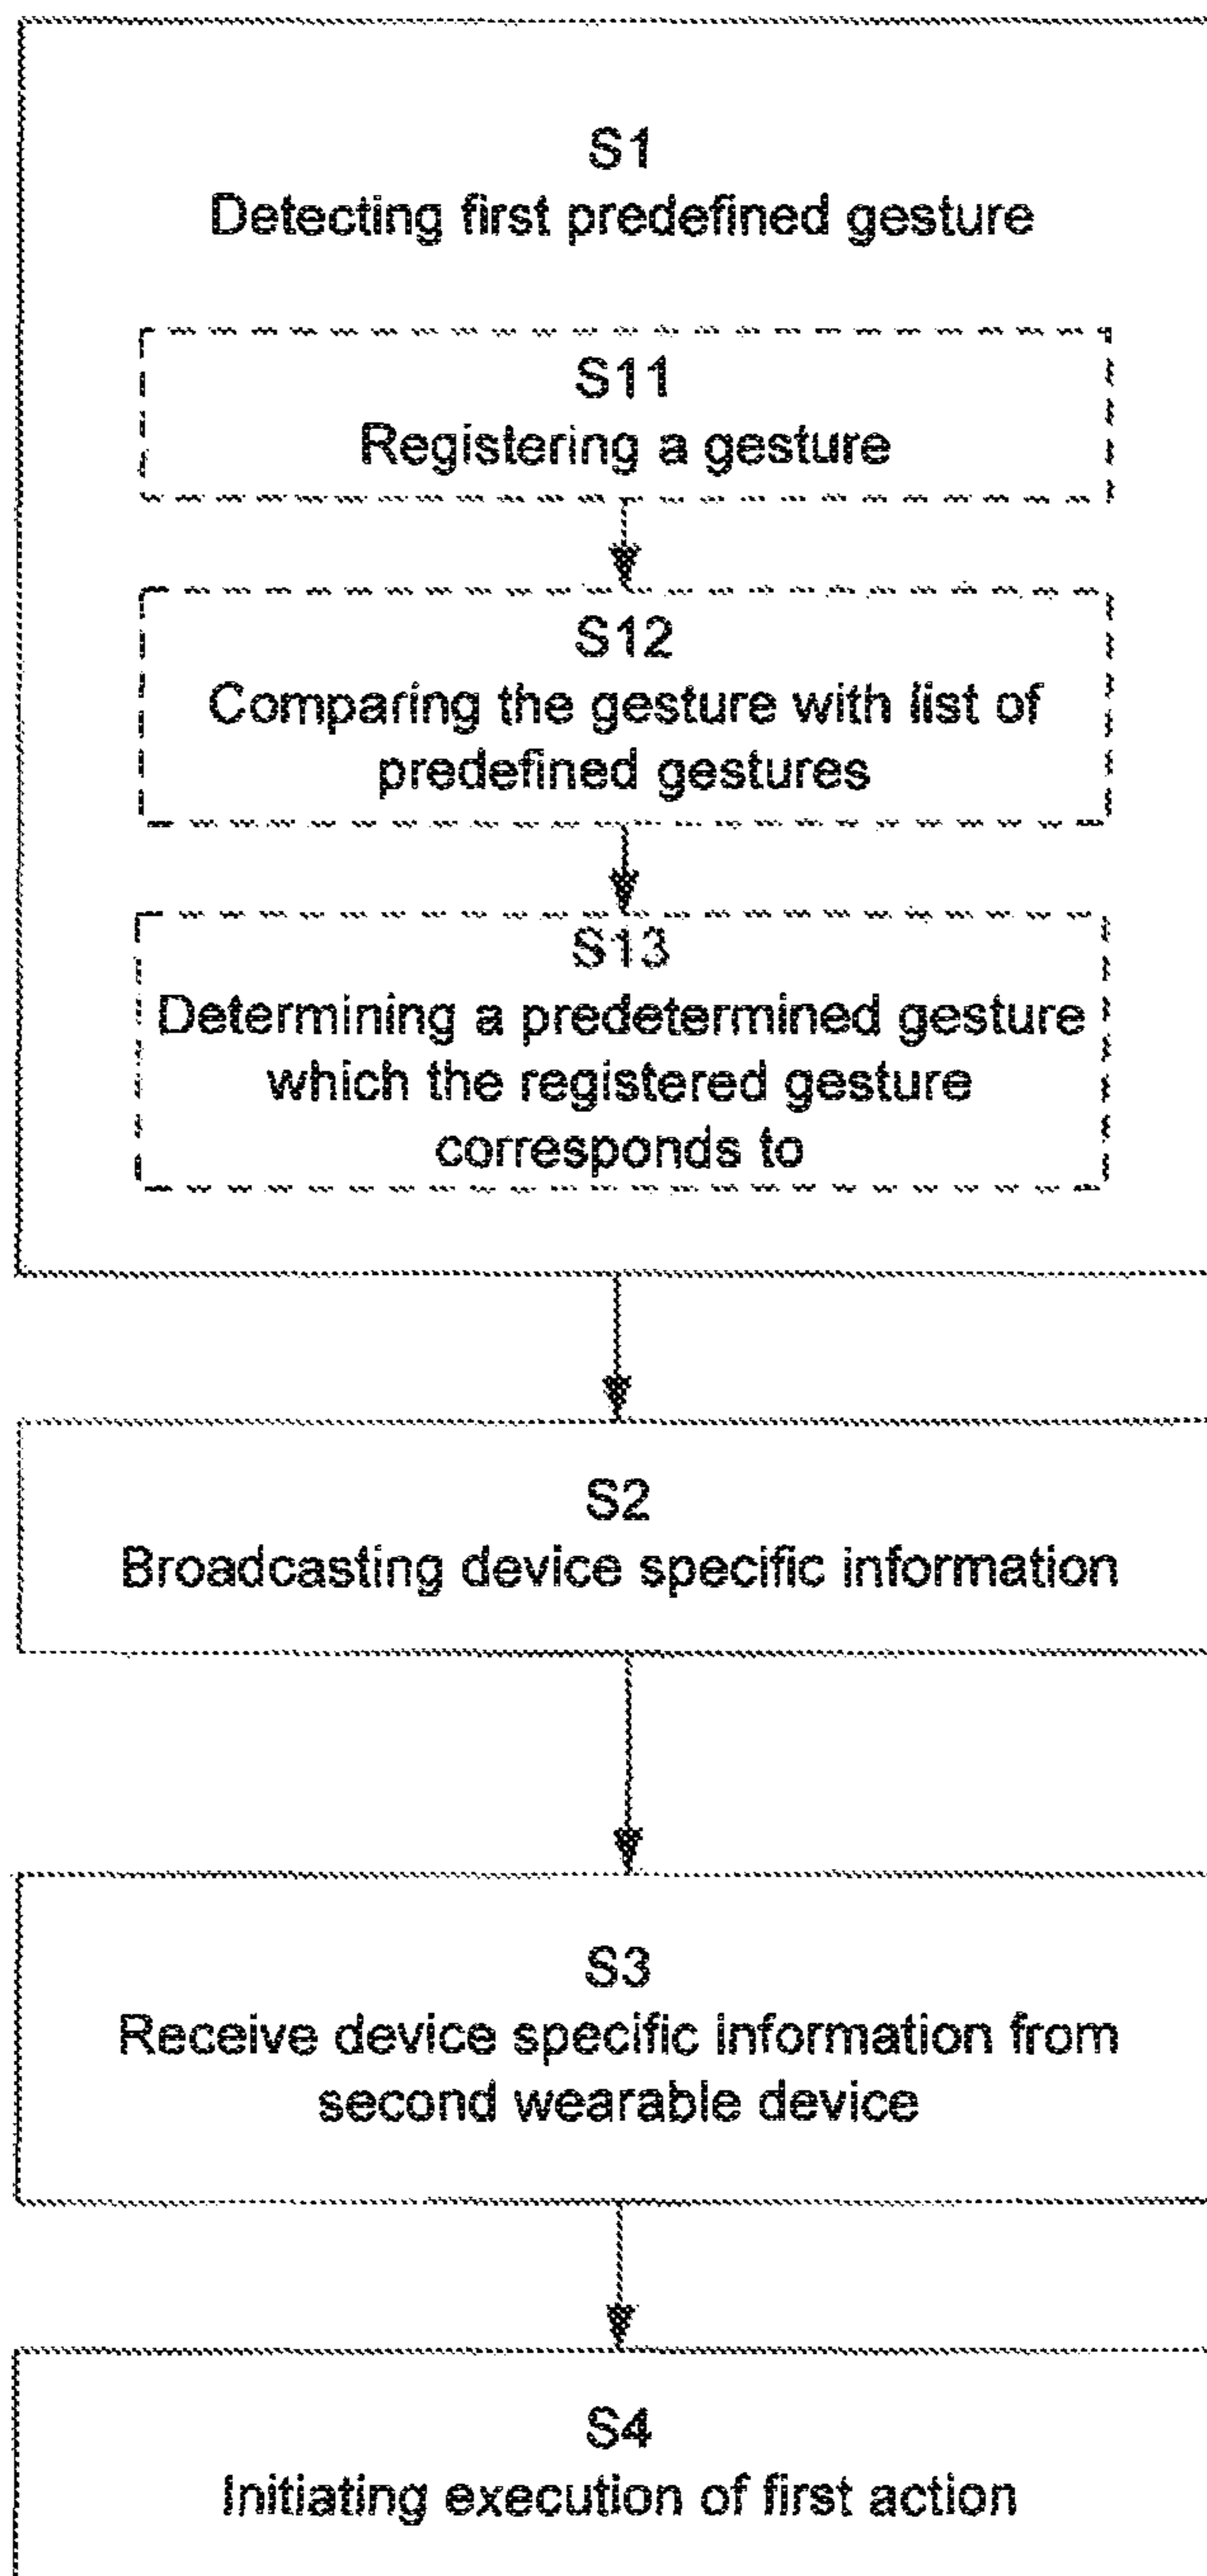 S1
Detecting first predefined gesture
S11
Registering a gesture
S12
Comparing the gesture with list of
predefined gestures
S13
Determining a predetermined gesture
which the registered gesture
corresponds to
S2
Broadcasting device specific information
S3
Receive device specific information from
second wearable device
S4
Initiating execution of first action